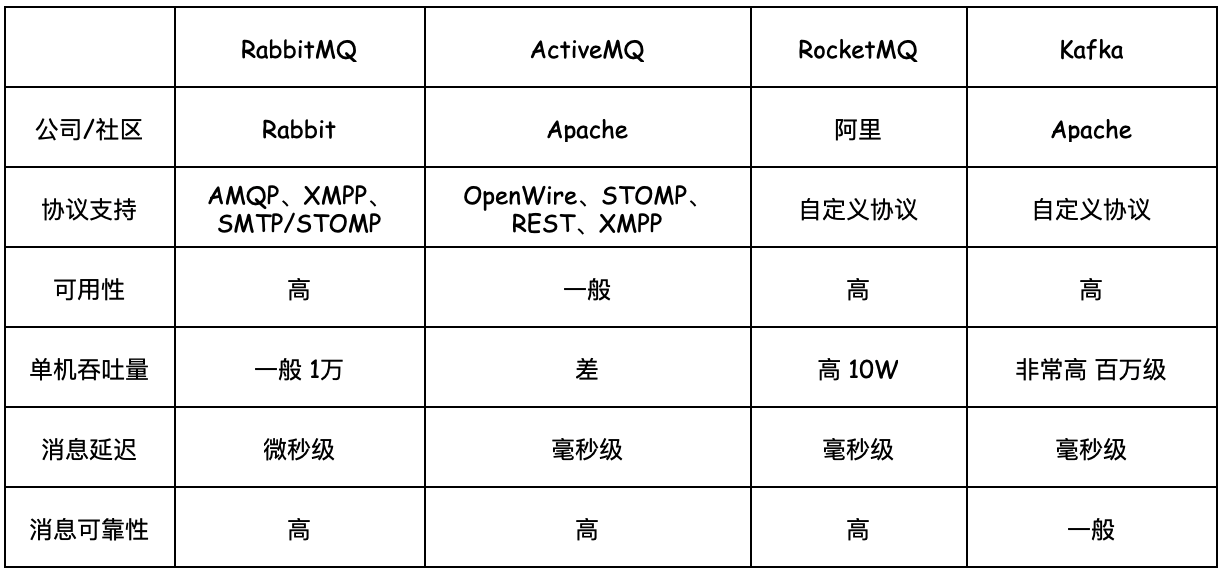 RabbitMQ ActiveMQ RocketMQ Kafka
公司/社区 Rabbit Apache 阿里 Apache
协议支持 AMQP、XMPP、 OpenWire、STOMP、 自定义协议 自定义协议
SMTP/STOMP REST、XMPP
可用性 高 一般 高 高
单机吞吐量 一般 1万 差 高 10W 非常高 百万级
消息延迟 微秒级 毫秒级 毫秒级 毫秒级
消息可靠性 高 高 高 一般